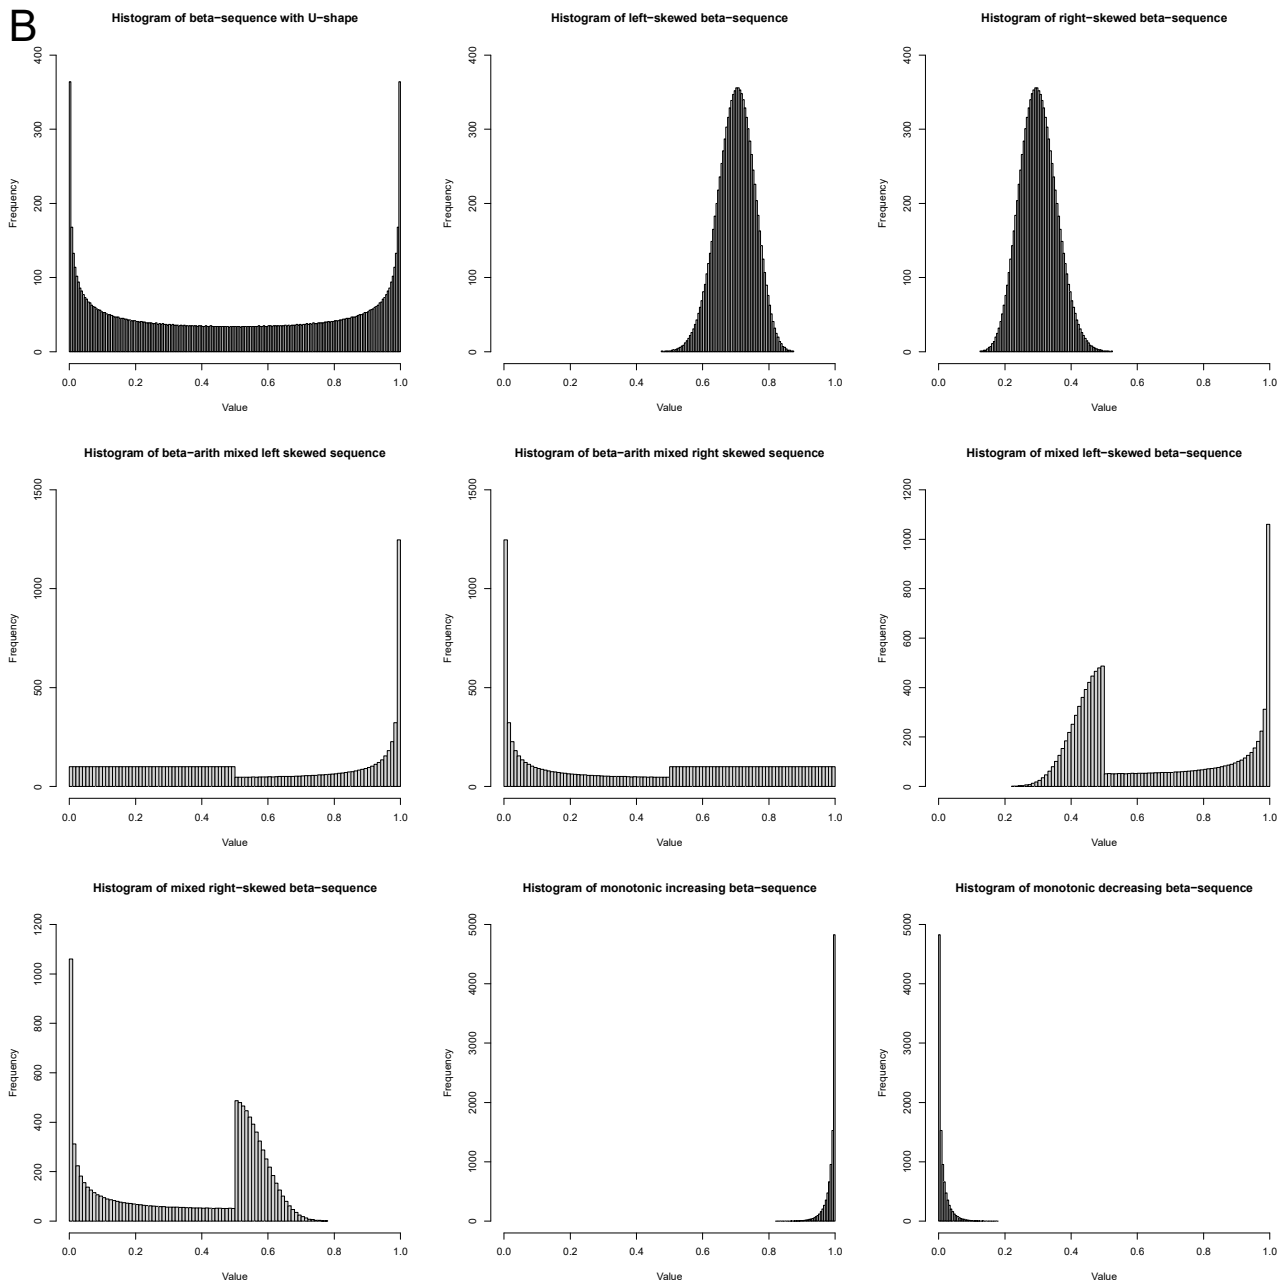 B
Histogram of beta−sequence with U−shape
Frequency
0 100 200 300 400
0.0 0.2 0.4 0.6 0.8 1.0
Value
Histogram of left−skewed beta−sequence
Frequency
0 100 200 300 400
0.0 0.2 0.4 0.6 0.8 1.0
Value
Histogram of right−skewed beta−sequence
Frequency
0 100 200 300 400
0.0 0.2 0.4 0.6 0.8 1.0
Value
Histogram of beta−arith mixed left skewed sequence
Frequency
0 500 1000 1500
0.0 0.2 0.4 0.6 0.8 1.0
Value
Histogram of beta−arith mixed right skewed sequence
Frequency
0 500 1000 1500
0.0 0.2 0.4 0.6 0.8 1.0
Value
Histogram of mixed left−skewed beta−sequence
Frequency
0 200 400 600 800 1000 1200
0.0 0.2 0.4 0.6 0.8 1.0
Value
Histogram of mixed right−skewed beta−sequence
Frequency
0 200 400 600 800 1000 1200
0.0 0.2 0.4 0.6 0.8 1.0
Value
Histogram of monotonic increasing beta−sequence
Frequency
0 1000 2000 3000 4000 5000
0.0 0.2 0.4 0.6 0.8 1.0
Value
Histogram of monotonic decreasing beta−sequence
Frequency
0 1000 2000 3000 4000 5000
0.0 0.2 0.4 0.6 0.8 1.0
Value